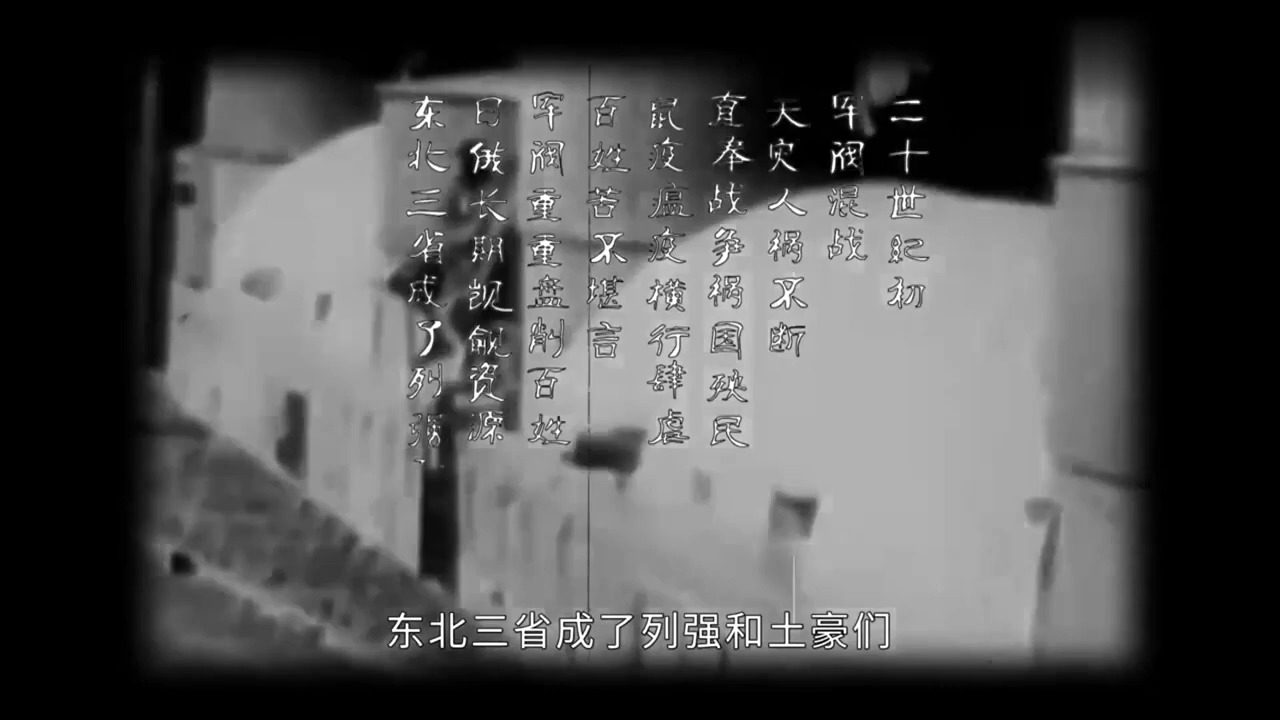 二十世纪初
军阀混战
天灾人祸不断
直奉战争祸国殃民
鼠疫瘟疫横行肆虐
百姓苦不堪言
军阀重重盘削百姓
日俄长期觊觎资源
东北三省成了列强
东北三省成了列强和土豪们